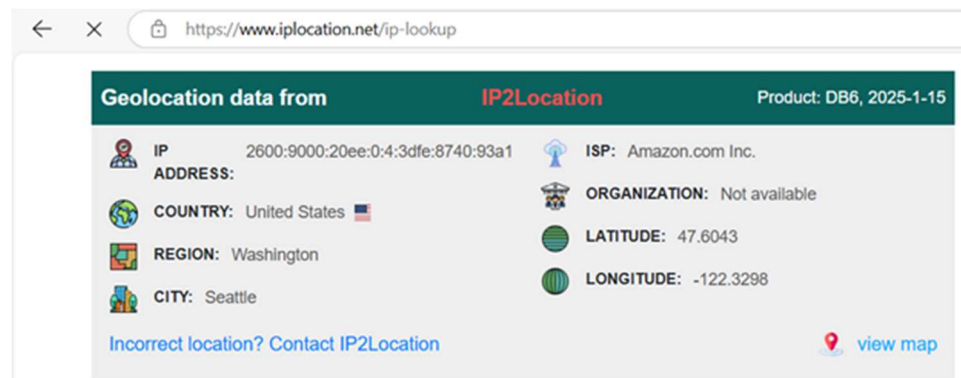 https://www.iplocation.net/ip-lookup
Geolocation data from IP2Location Product: DB6, 2025-1-15
IP ADDRESS: 2600:9000:20ee:0:4:3dfe:8740:93a1
COUNTRY: United States
REGION: Washington
CITY: Seattle
ISP: Amazon.com Inc.
ORGANIZATION: Not available
LATITUDE: 47.6043
LONGITUDE: -122.3298
Incorrect location? Contact IP2Location
view map